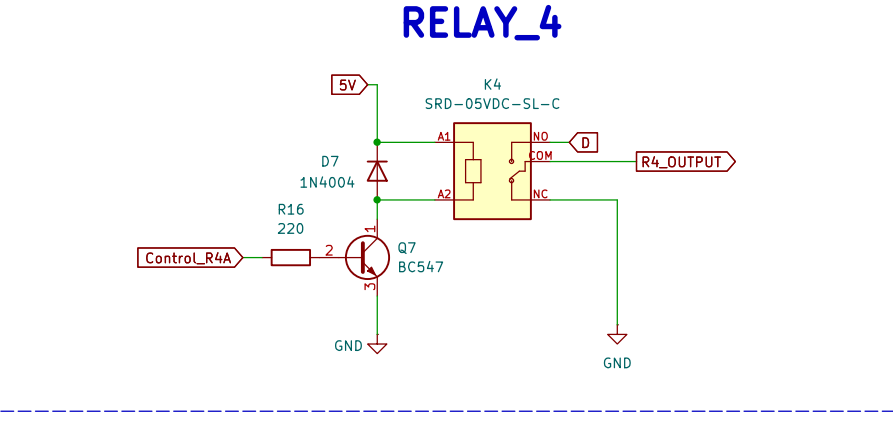 RELAY_4
K4
5V
SRD-05VDC-SL-C
A1
NO
D
COM
R4_OUTPUT
D7
1N4004
A2
NC
R16
220
1
Control_R4A
2
Q7
BC547
3
GND
GND